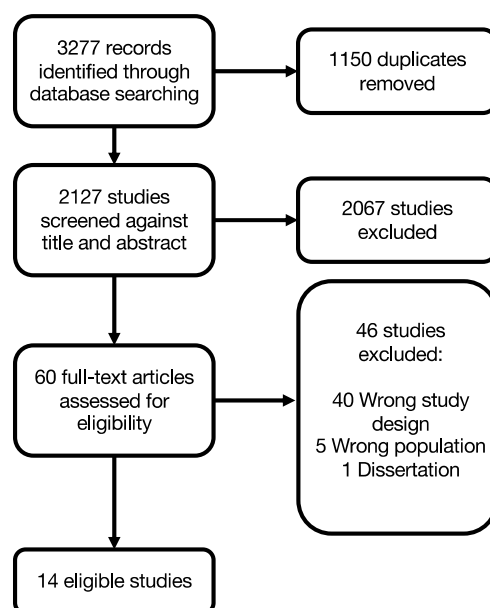 3277 records
identified through
database searching
1150 duplicates
removed
2127 studies
screened against
title and abstract
2067 studies
excluded
60 full-text articles
assessed for
eligibility
46 studies
excluded:
40 Wrong study
design
5 Wrong population
1 Dissertation
14 eligible studies